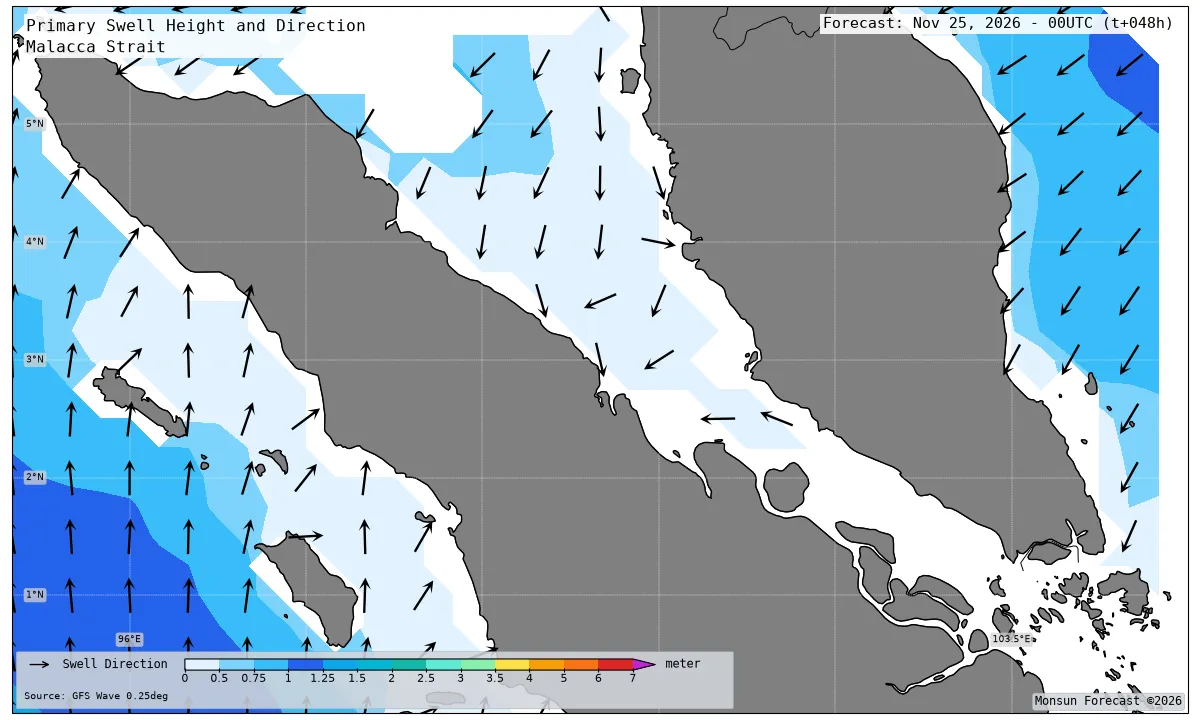 Primary Swell Height and Direction
Malacca Strait
Forecast: Nov 25, 2026 - 00UTC (t+048h)
5°N
4°N
3°N
2°N
1°N
96°E
103.5°E
Swell Direction
meter
0 0.5 0.75 1 1.25 1.5 2 2.5 3 3.5 4 5 6 7
Source: GFS Wave 0.25deg
Monsun Forecast ©2026